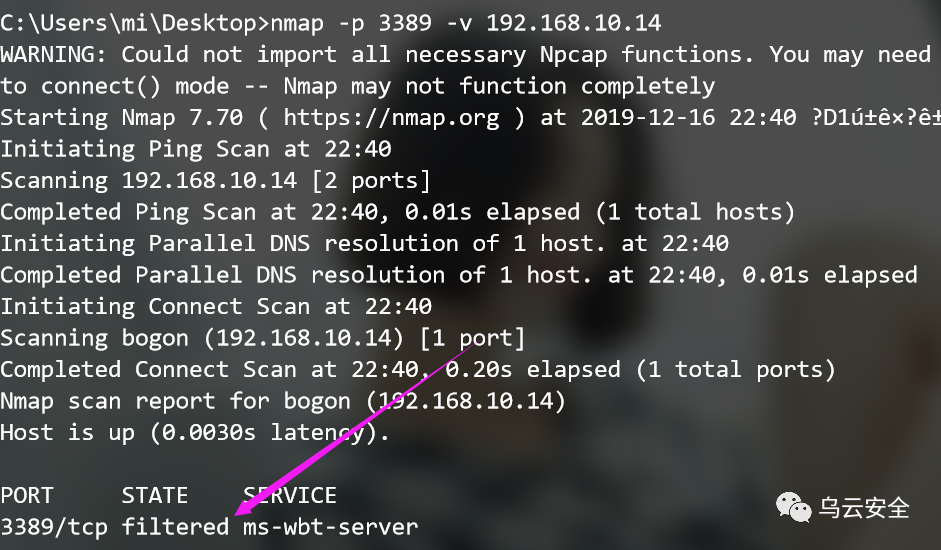 C:\Users\mi\Desktop>nmap -p 3389 -v 192.168.10.14
WARNING: Could not import all necessary Npcap functions. You may need
to connect() mode -- Nmap may not function completely
Starting Nmap 7.70 ( https://nmap.org ) at 2019-12-16 22:40 ?D1ú±ê×?ê±
Initiating Ping Scan at 22:40
Scanning 192.168.10.14 [2 ports]
Completed Ping Scan at 22:40, 0.01s elapsed (1 total hosts)
Initiating Parallel DNS resolution of 1 host. at 22:40
Completed Parallel DNS resolution of 1 host. at 22:40, 0.01s elapsed
Initiating Connect Scan at 22:40
Scanning bogon (192.168.10.14) [1 port]
Completed Connect Scan at 22:40, 0.20s elapsed (1 total ports)
Nmap scan report for bogon (192.168.10.14)
Host is up (0.0030s latency).
PORT STATE SERVICE
3389/tcp filtered ms-wbt-server
乌云安全